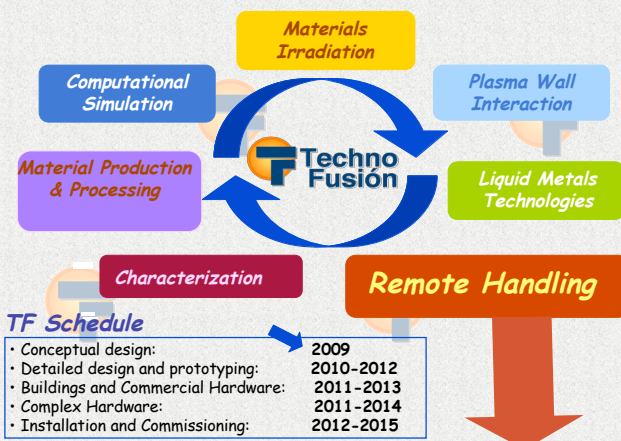 Materials
Irradiation
Computational
Simulation
Plasma Wall
Interaction
Techno
Fusión
Material Production
& Processing
Liquid Metals
Technologies
Characterization
Remote Handling
TF Schedule
• Conceptual design: 2009
• Detailed design and prototyping: 2010-2012
• Buildings and Commercial Hardware: 2011-2013
• Complex Hardware: 2011-2014
• Installation and Commissioning: 2012-2015